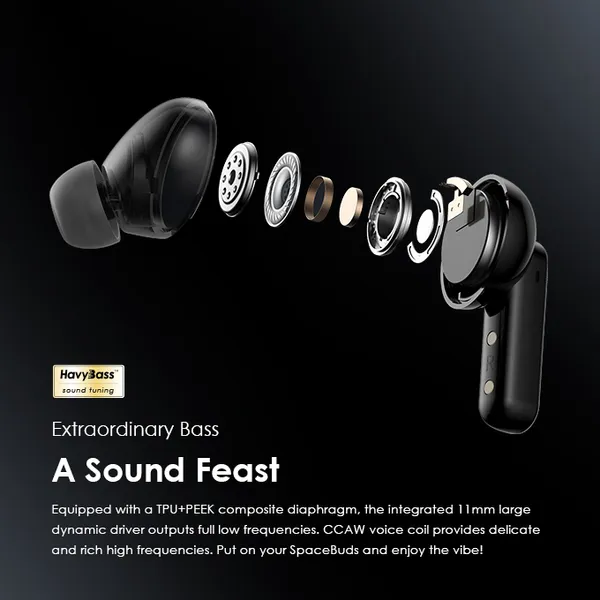 HavyBass™
sound tuning
Extraordinary Bass
A Sound Feast
Equipped with a TPU+PEEK composite diaphragm, the integrated 11mm large
dynamic driver outputs full low frequencies. CCAW voice coil provides delicate
and rich high frequencies. Put on your SpaceBuds and enjoy the vibe!